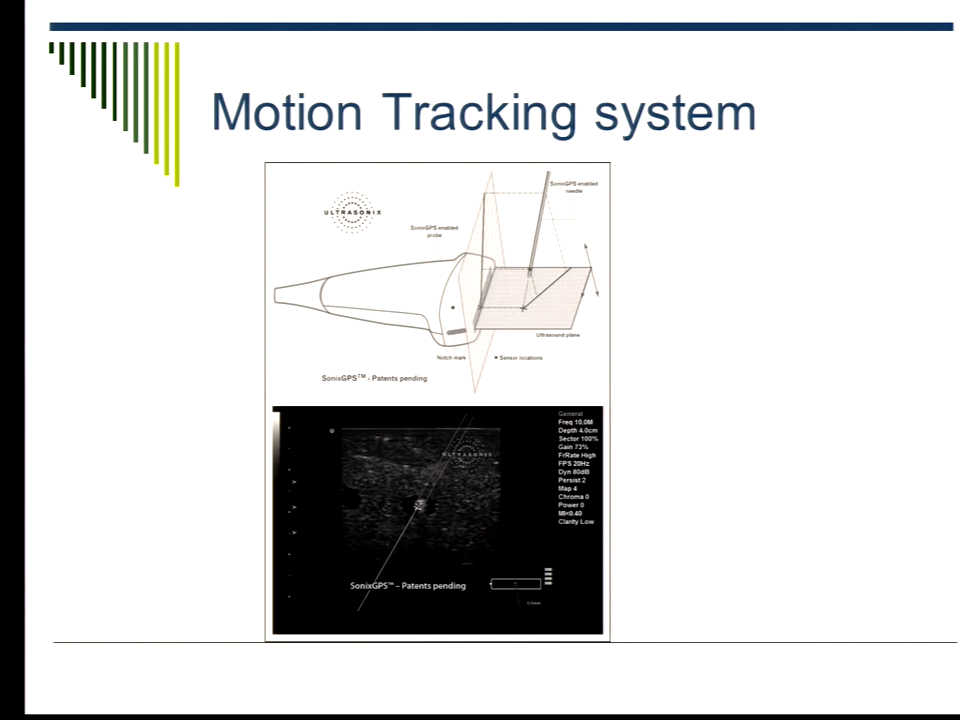 Motion Tracking system
SonixGPS enabled
needle
ULTRASONIX
SonixGPS enabled
probe
Ultrasound plane
Notch mark
Sensor locations
SonixGPS™ - Patents pending
General
Freq 10.0M
Depth 4.0cm
Sector 100%
Gain 73%
FrRate High
FPS 20Hz
Dyn 80dB
Persist 2
Map 4
Chroma 0
Power 0
MI<0.40
Clarity Low
ULTRASONIX
SonixGPS™ – Patents pending